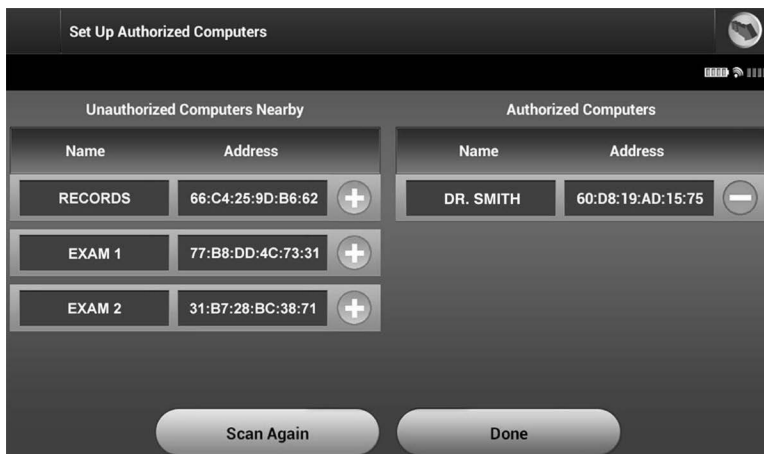 Set Up Authorized Computers
Unauthorized Computers Nearby
Authorized Computers
Name Address
Name Address
RECORDS 66:C4:25:9D:B6:62
DR. SMITH 60:D8:19:AD:15:75
EXAM 1 77:B8:DD:4C:73:31
EXAM 2 31:B7:28:BC:38:71
Scan Again
Done